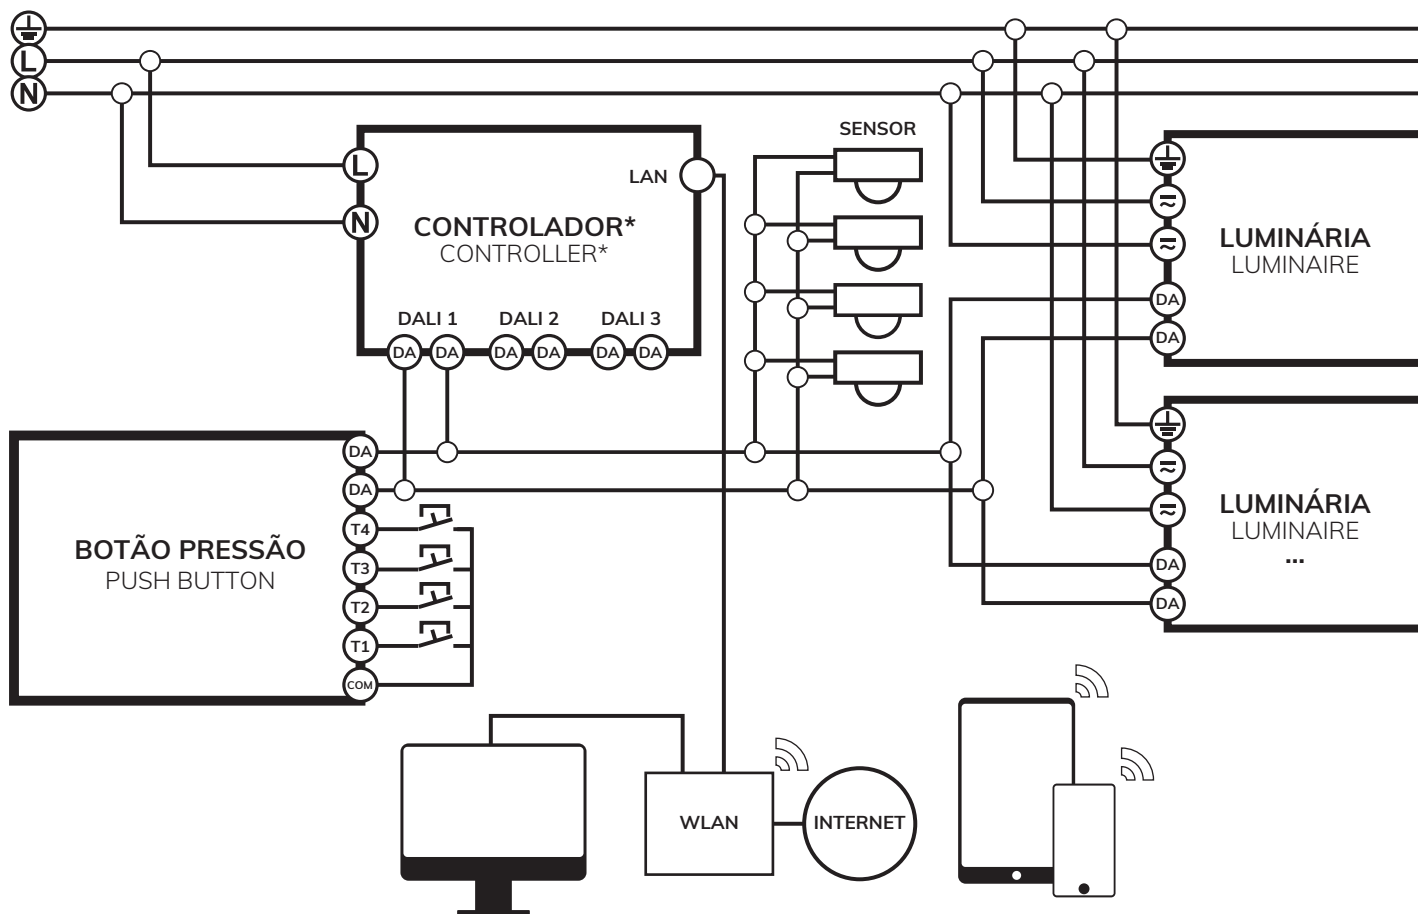 L
N
SENSOR
L
LAN
N
CONTROLADOR*
CONTROLLER*
DALI 1 DALI 2 DALI 3
DA DA DA DA DA DA
LUMINÁRIA
LUMINAIRE
DA
DA
DA
DA
T4
T3
T2
T1
COM
BOTÃO PRESSÃO
PUSH BUTTON
LUMINÁRIA
LUMINAIRE
...
DA
DA
WLAN
INTERNET